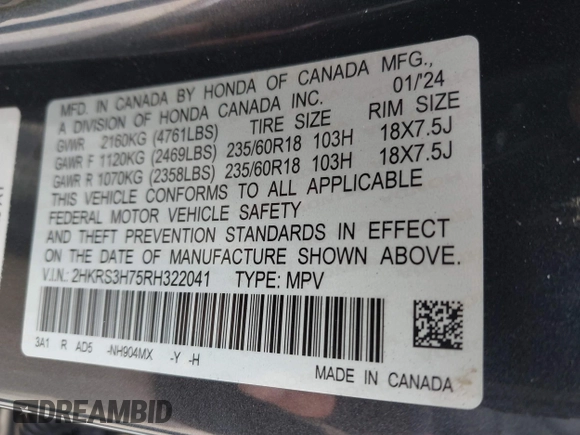 MFD. IN CANADA BY HONDA OF CANADA MFG.,
A DIVISION OF HONDA CANADA INC. 01/24
GVWR 2160KG (4761LBS) TIRE SIZE RIM SIZE
GAWR F 1120KG (2469LBS) 235/60R18 103H 18X7.5J
GAWR R 1070KG (2358LBS) 235/60R18 103H 18X7.5J
THIS VEHICLE CONFORMS TO ALL APPLICABLE
FEDERAL MOTOR VEHICLE SAFETY
AND THEFT PREVENTION STANDARDS IN EFFECT
ON THE DATE OF MANUFACTURE SHOWN ABOVE.
V.I.N.: 2HKRS3H75RH322041 TYPE: MPV
3A1 R AD5 -NH904MX -Y -H
MADE IN CANADA
DREAMBID